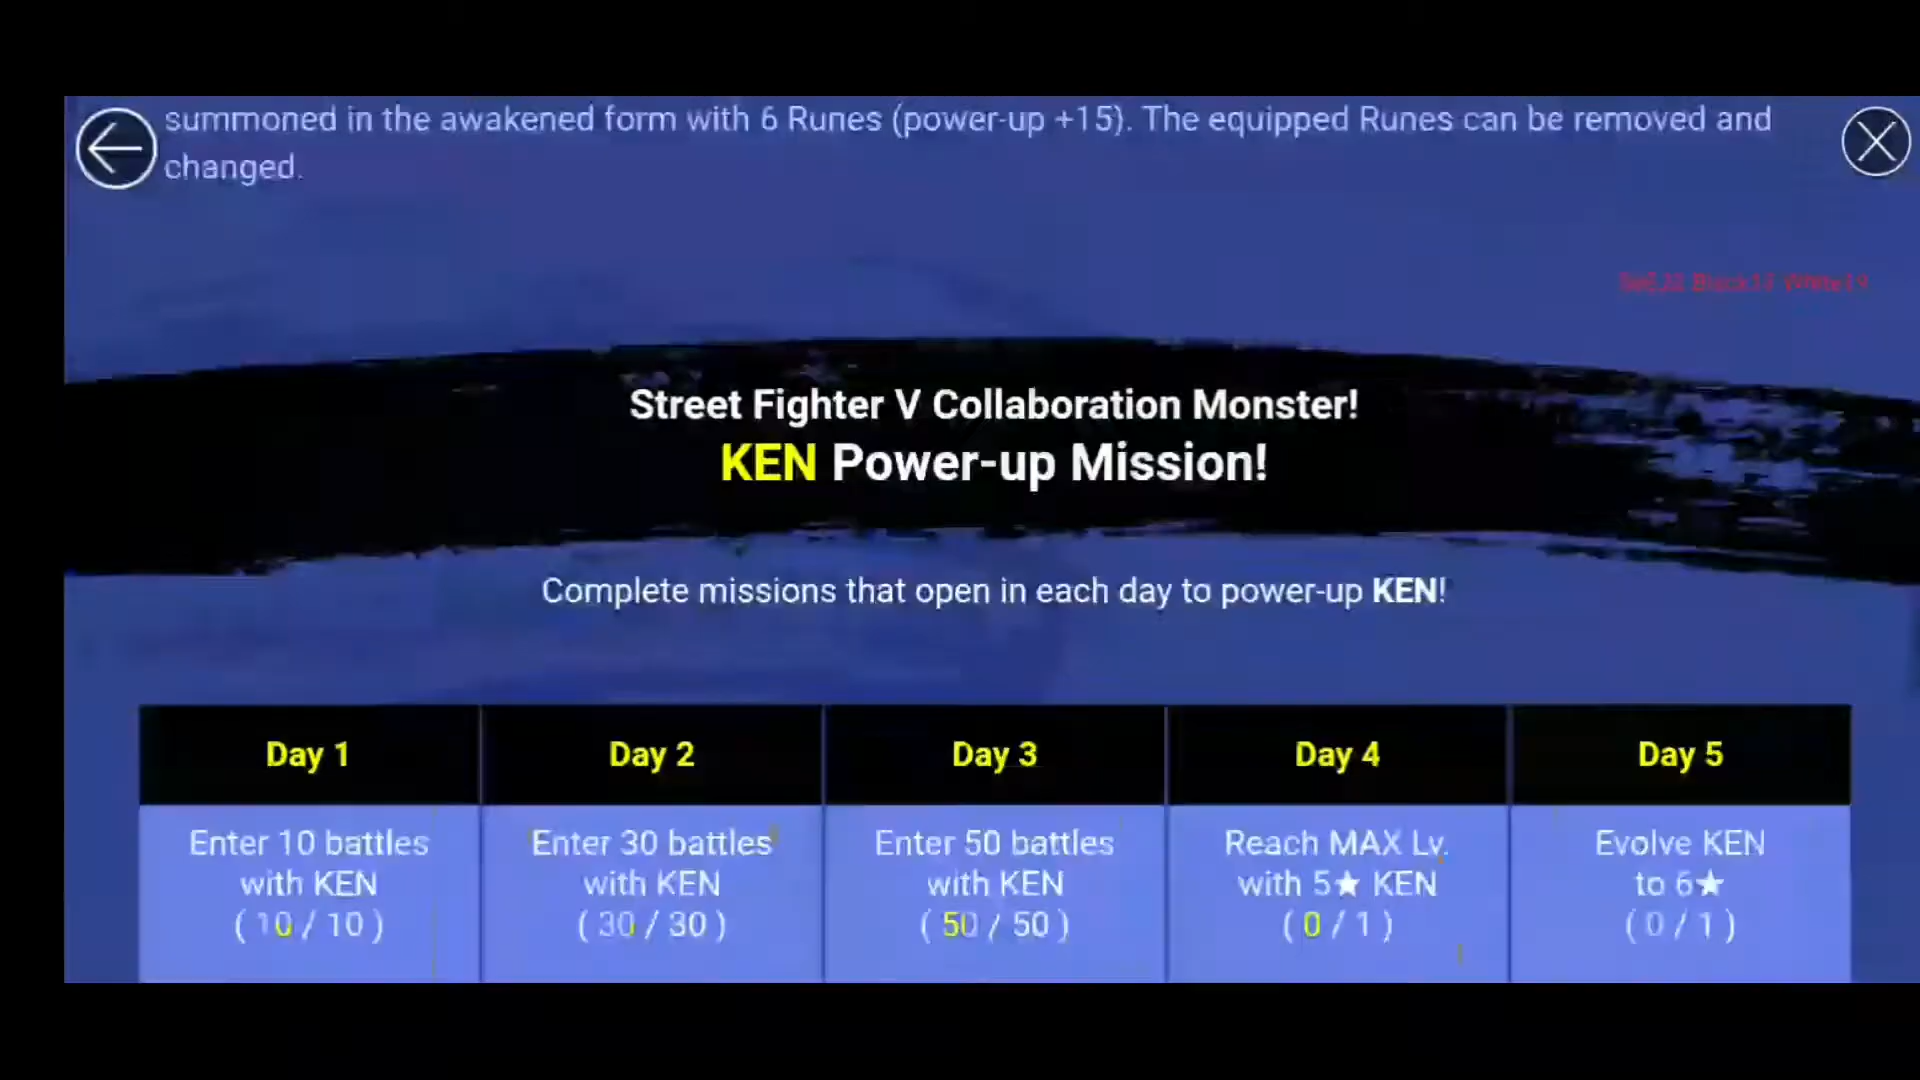 summoned in the awakened form with 6 Runes (power-up +15). The equipped Runes can be removed and
changed.
Street Fighter V Collaboration Monster!
KEN Power-up Mission!
Complete missions that open in each day to power-up KEN!
Day 1
Day 2
Day 3
Day 4
Day 5
Enter 10 battles
with KEN
( 10 / 10 )
Enter 30 battles
with KEN
( 30 / 30 )
Enter 50 battles
with KEN
( 50 / 50 )
Reach MAX Lv.
with 5★ KEN
( 0 / 1 )
Evolve KEN
to 6★
( 0 / 1 )